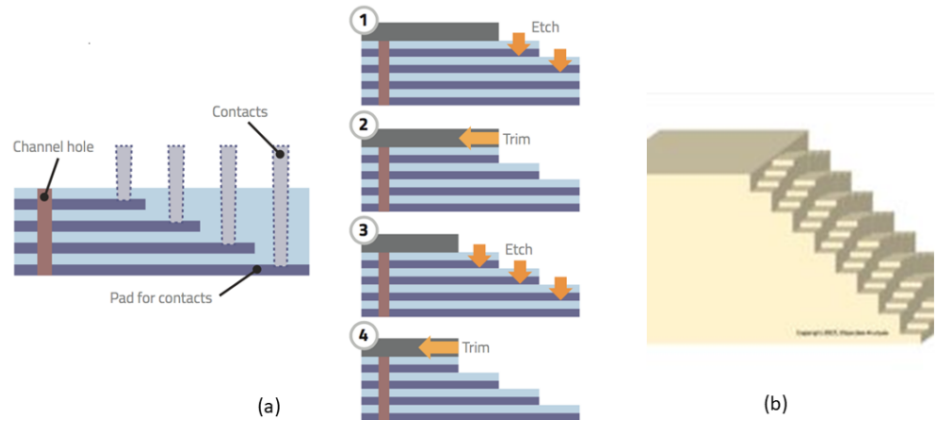 1
Etch
Contacts
2
Trim
Channel hole
3
Etch
Pad for contacts
4
Trim
(a)
(b)